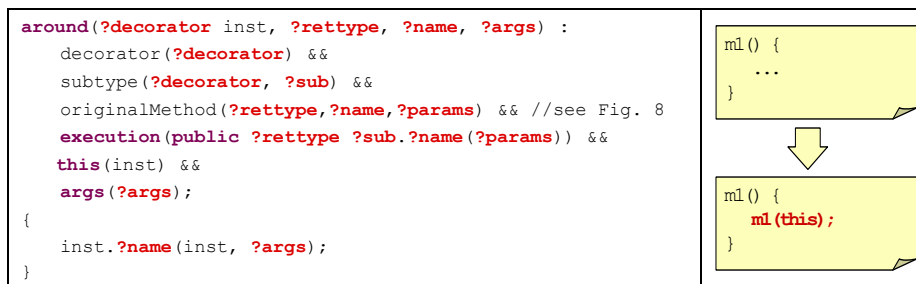 around(?decorator inst, ?rettype, ?name, ?args) :
decorator(?decorator) &&
subtype(?decorator, ?sub) &&
originalMethod(?rettype,?name,?params) && //see Fig. 8
execution(public ?rettype ?sub.?name(?params)) &&
this(inst) &&
args(?args);
{
inst.?name(inst, ?args);
}
m1() {
...
}
m1() {
m1(this);
}